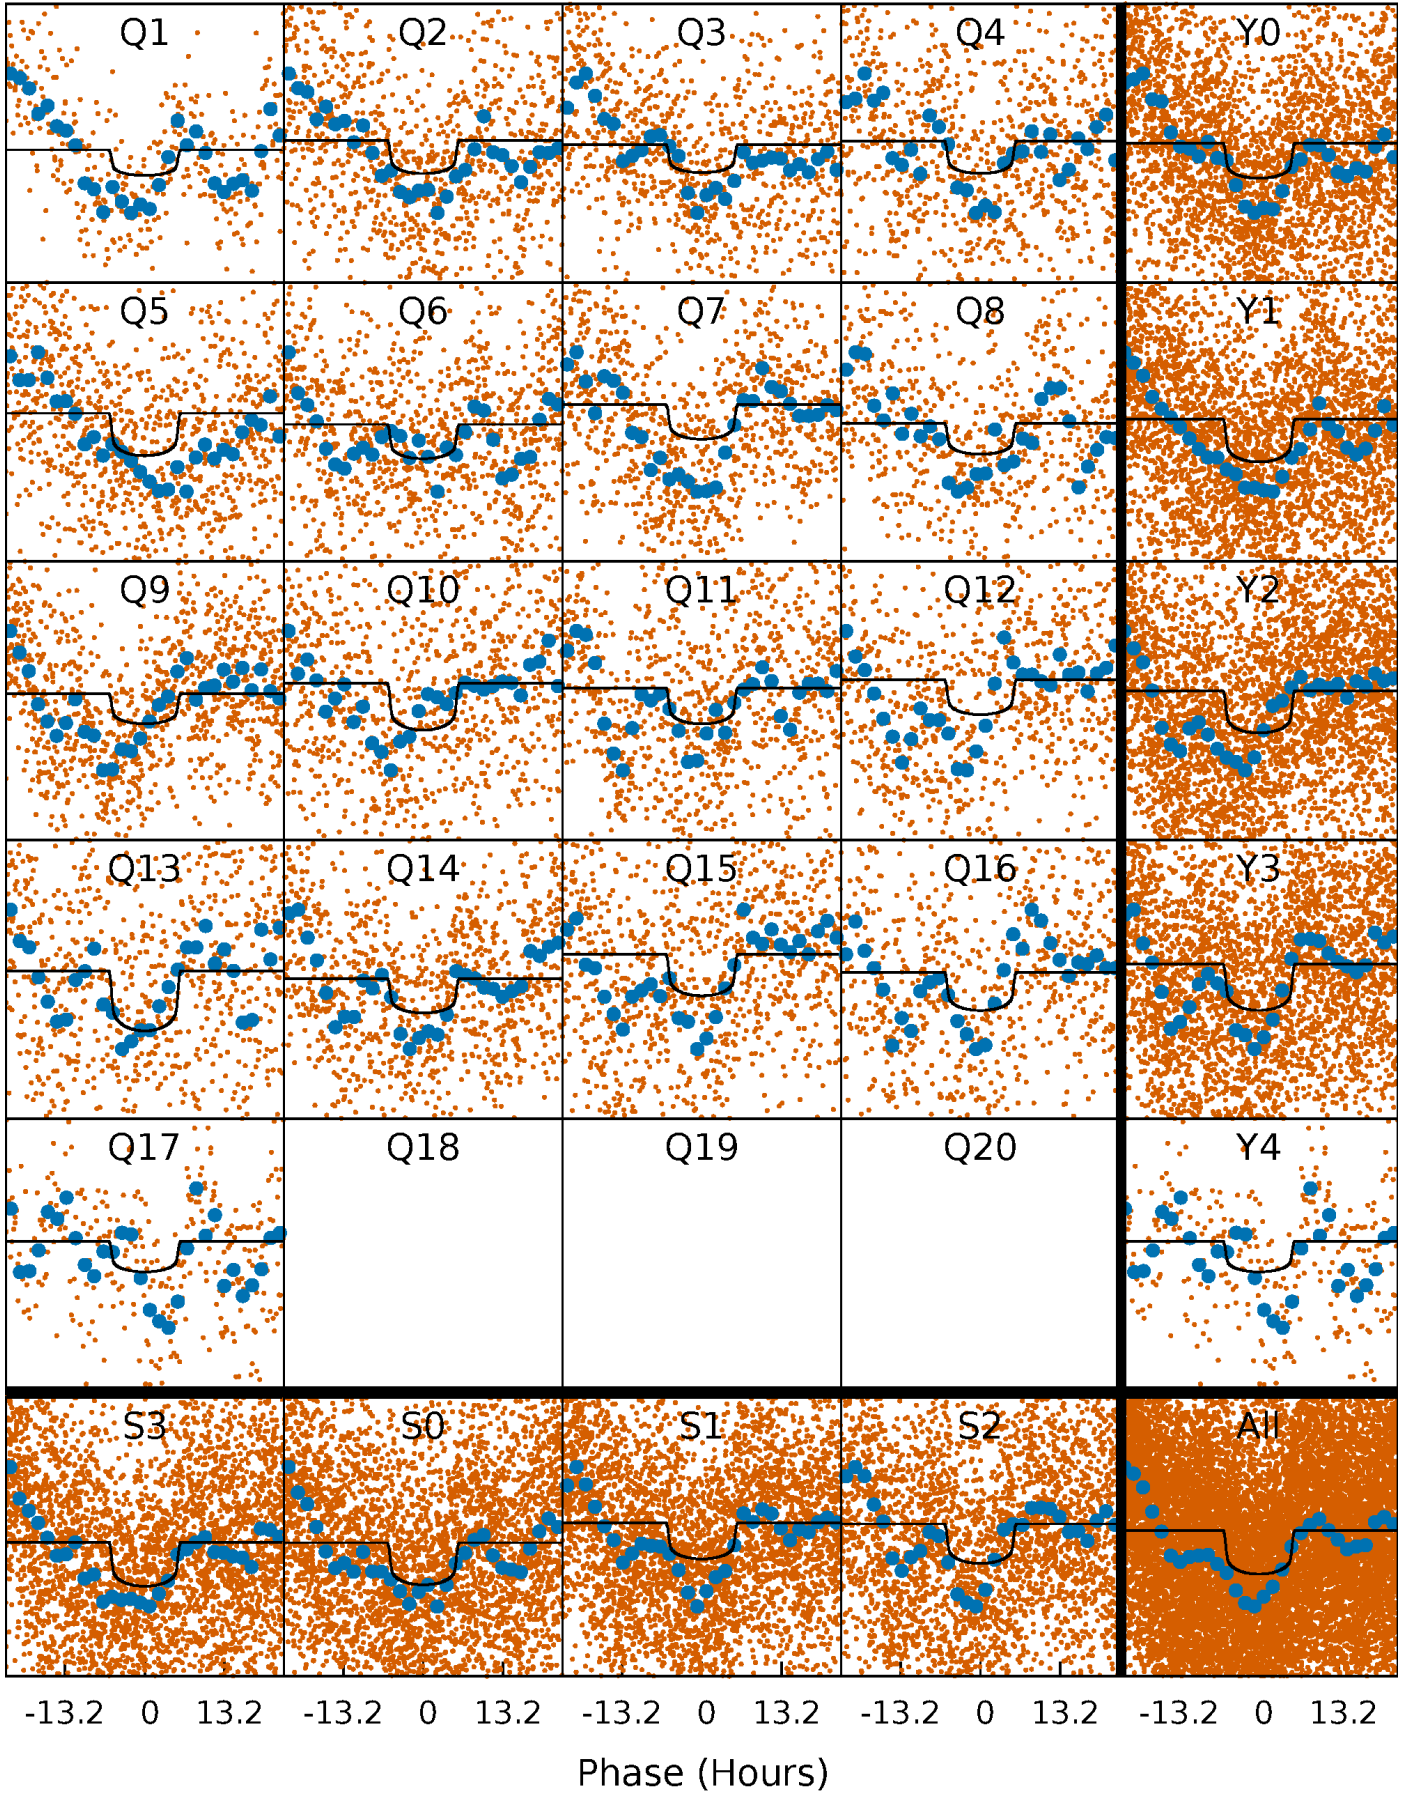 Q1 Q2 Q3 Q4 Y0
Q5 Q6 Q7 Q8 Y1
Q9 Q10 Q11 Q12 Y2
Q13 Q14 Q15 Q16 Y3
Q17 Q18 Q19 Q20 Y4
S3 S0 S1 S2 All
-13.2 0 13.2 -13.2 0 13.2 -13.2 0 13.2 -13.2 0 13.2 -13.2 0 13.2
Phase (Hours)